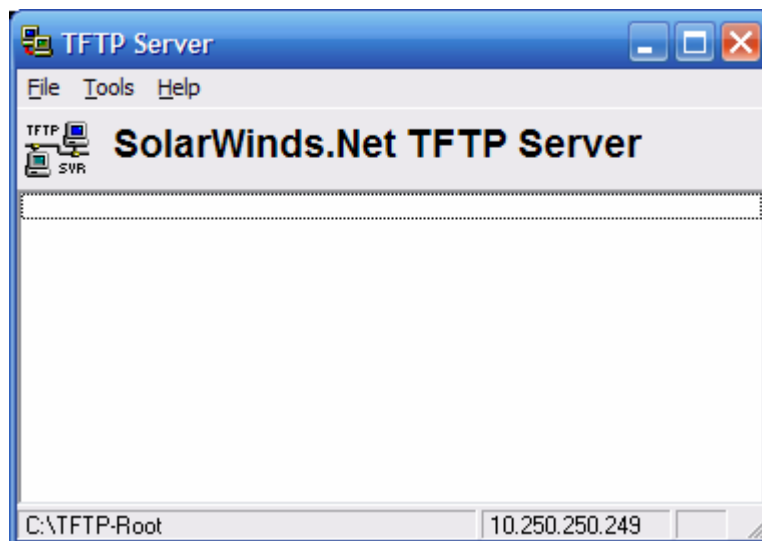 TFTP Server
File Tools Help
TFTP
SVR
SolarWinds.Net TFTP Server
C:\TFTP-Root 10.250.250.249